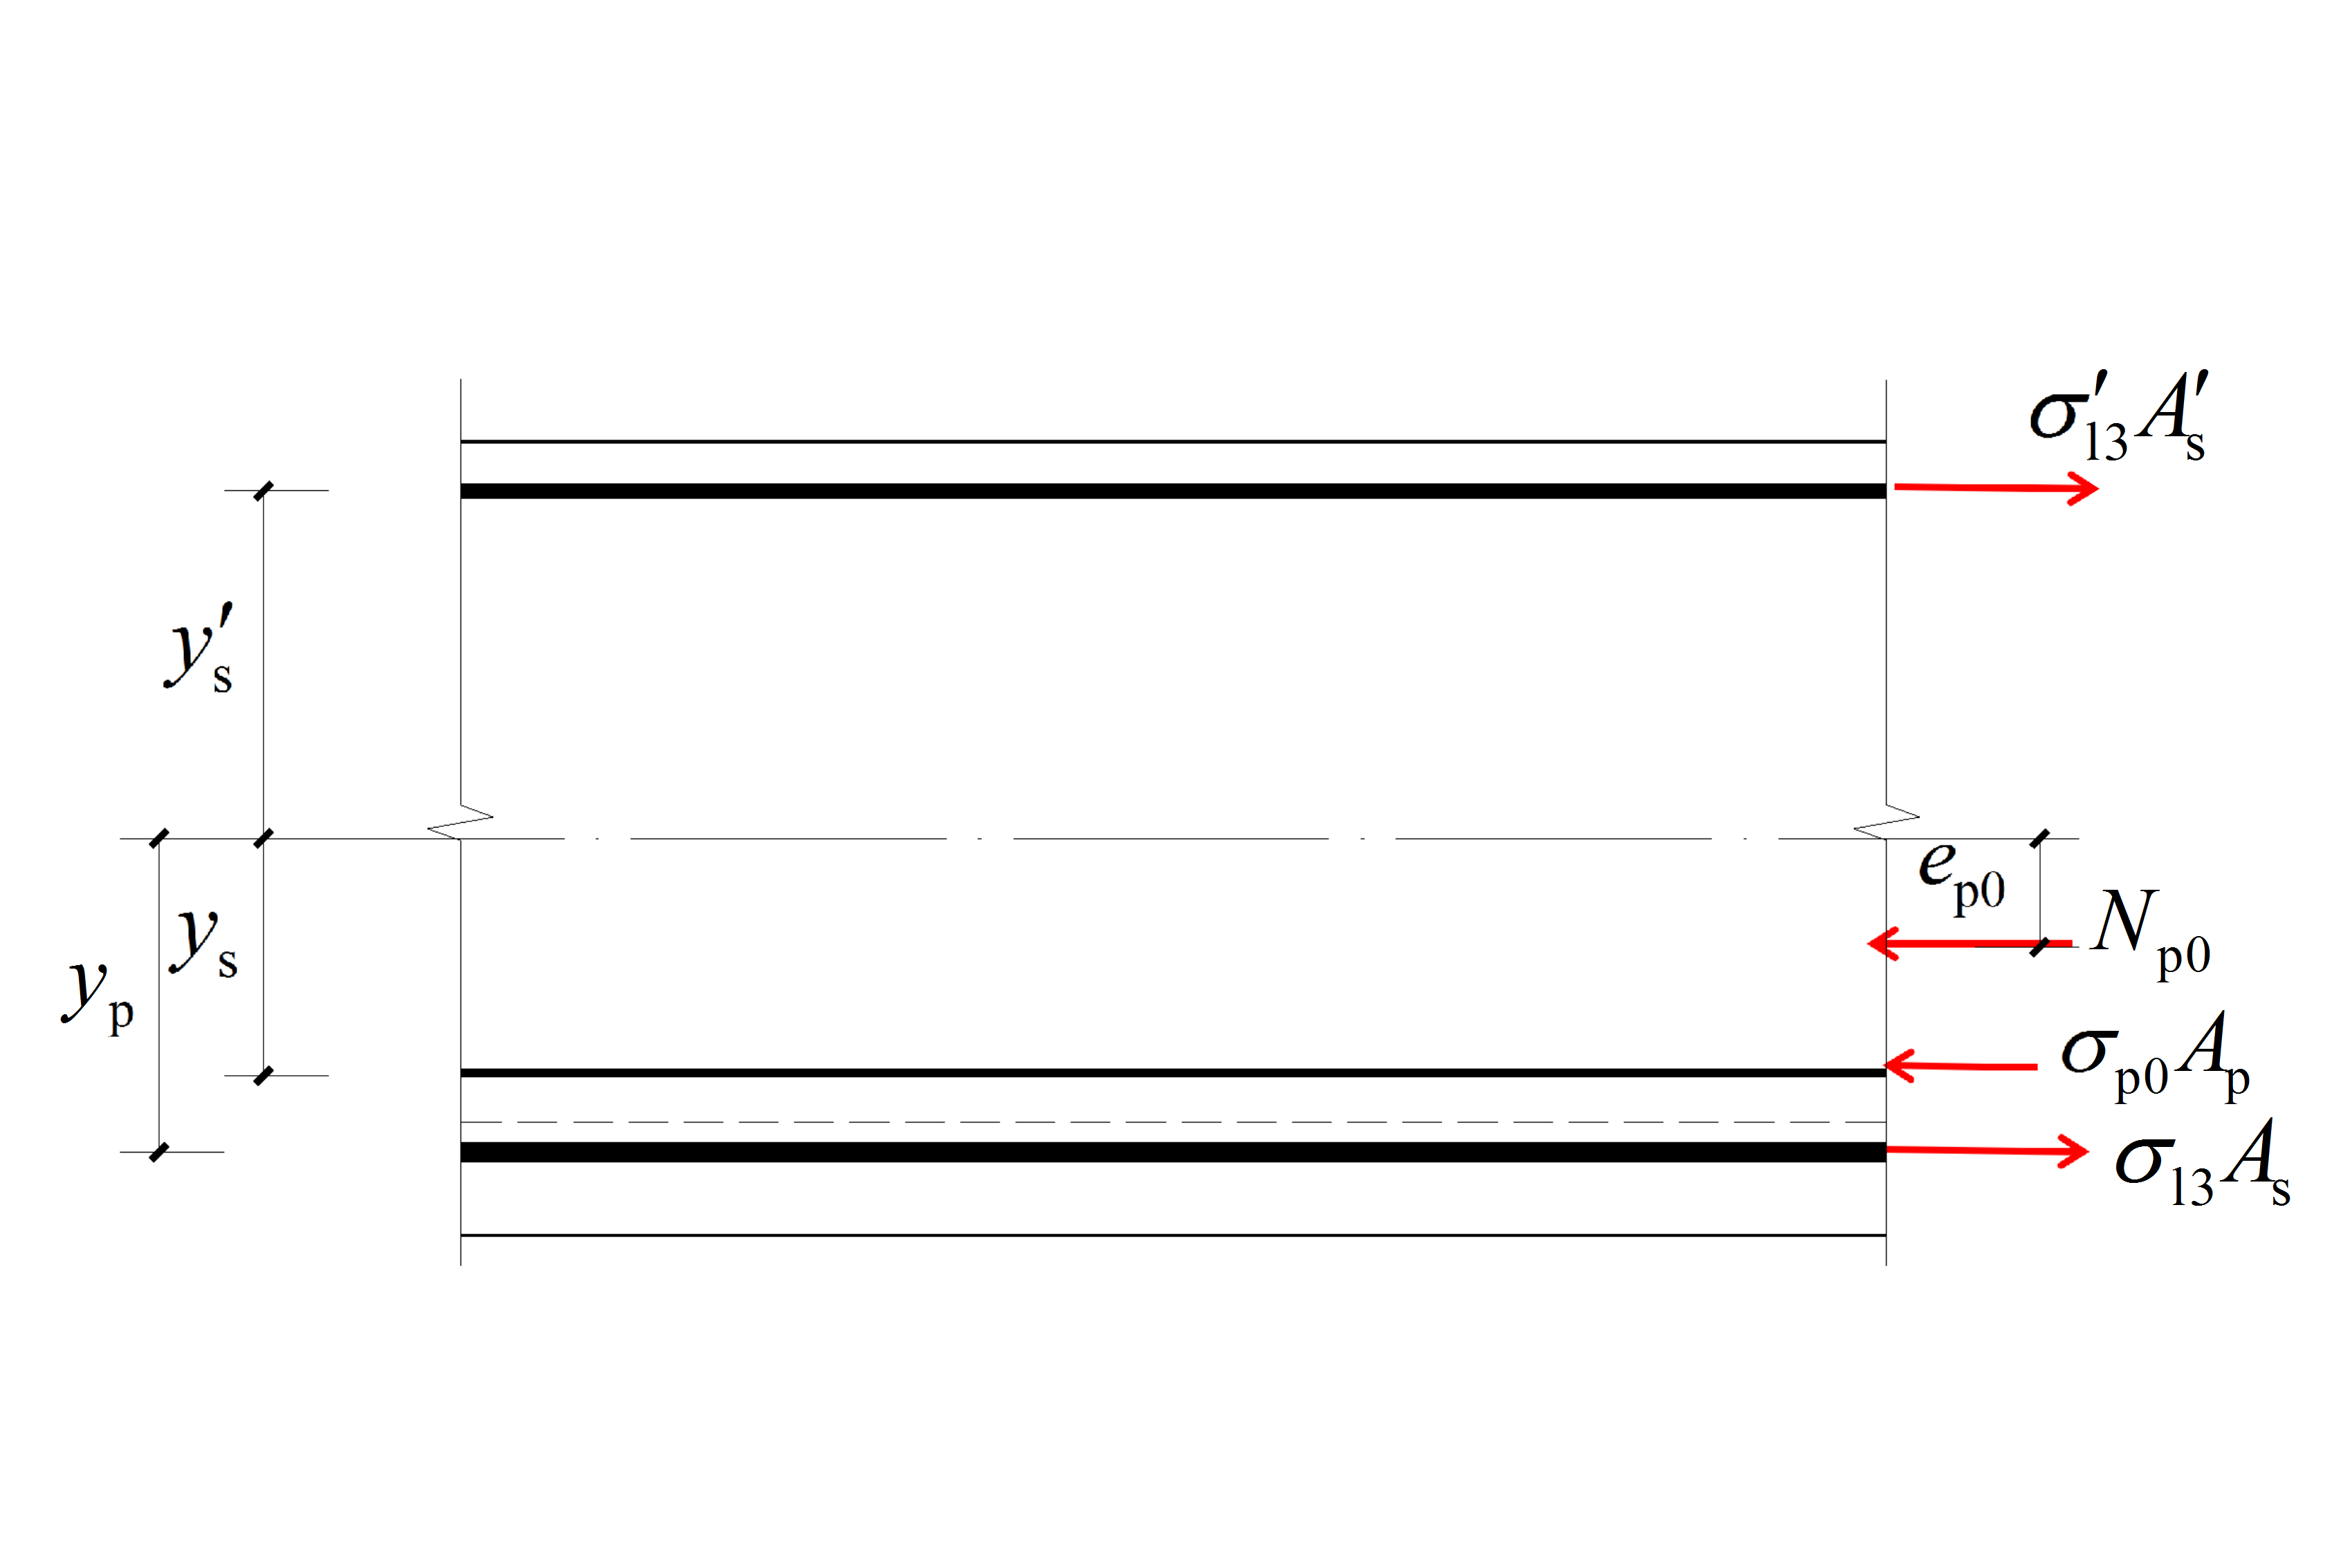 σ′l3A′s
y′s
ep0
ys
Np0
yp
σp0Ap
σl3As